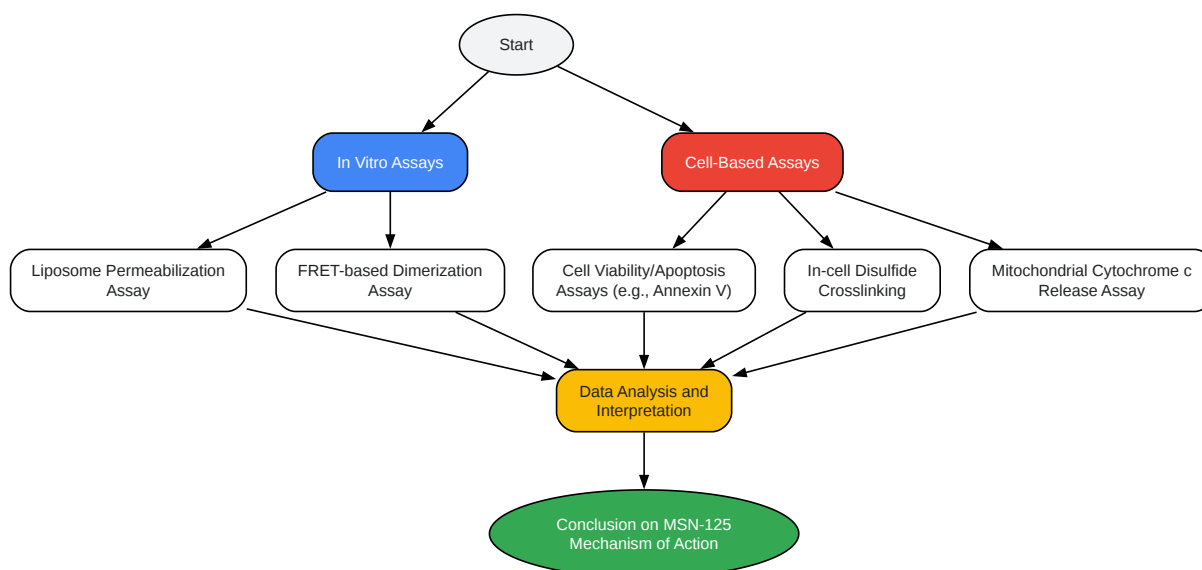 Start
In Vitro Assays
Cell-Based Assays
Liposome Permeabilization
Assay
FRET-based Dimerization
Assay
Cell Viability/Apoptosis
Assays (e.g., Annexin V)
In-cell Disulfide
Crosslinking
Mitochondrial Cytochrome c
Release Assay
Data Analysis and
Interpretation
Conclusion on MSN-125
Mechanism of Action